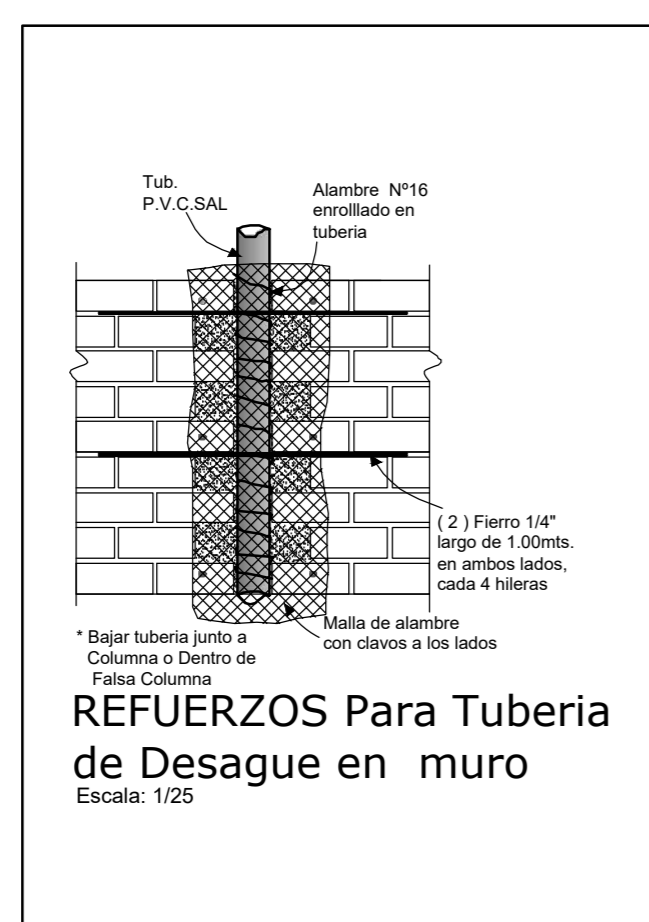 Tub.
P.V.C.SAL
Alambre Nº16
enrolllado en
tuberia
( 2 ) Fierro 1/4"
largo de 1.00mts.
en ambos lados,
cada 4 hileras
Malla de alambre
con clavos a los lados
* Bajar tuberia junto a
Columna o Dentro de
Falsa Columna
REFUERZOS Para Tuberia
de Desague en muro
Escala: 1/25